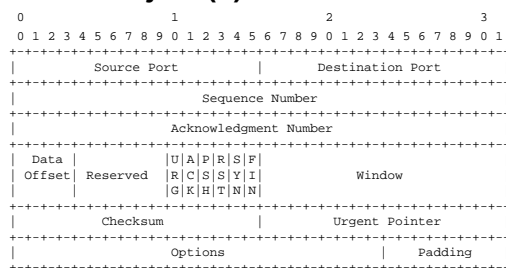 0 1 2 3
0 1 2 3 4 5 6 7 8 9 0 1 2 3 4 5 6 7 8 9 0 1 2 3 4 5 6 7 8 9 0 1
+-+-+-+-+-+-+-+-+-+-+-+-+-+-+-+-+-+-+-+-+-+-+-+-+-+-+-+-+-+-+-+-
| Source Port | Destination Port
+-+-+-+-+-+-+-+-+-+-+-+-+-+-+-+-+-+-+-+-+-+-+-+-+-+-+-+-+-+-+-+-
| Sequence Number
+-+-+-+-+-+-+-+-+-+-+-+-+-+-+-+-+-+-+-+-+-+-+-+-+-+-+-+-+-+-+-+-
| Acknowledgment Number
+-+-+-+-+-+-+-+-+-+-+-+-+-+-+-+-+-+-+-+-+-+-+-+-+-+-+-+-+-+-+-+-
| Data | |U|A|P|R|S|F|
| Offset| Reserved |R|C|S|S|Y|I| Window
| | |G|K|H|T|N|N|
+-+-+-+-+-+-+-+-+-+-+-+-+-+-+-+-+-+-+-+-+-+-+-+-+-+-+-+-+-+-+-+-
| Checksum | Urgent Pointer
+-+-+-+-+-+-+-+-+-+-+-+-+-+-+-+-+-+-+-+-+-+-+-+-+-+-+-+-+-+-+-+-
| Options | Padding
+-+-+-+-+-+-+-+-+-+-+-+-+-+-+-+-+-+-+-+-+-+-+-+-+-+-+-+-+-+-+-+-